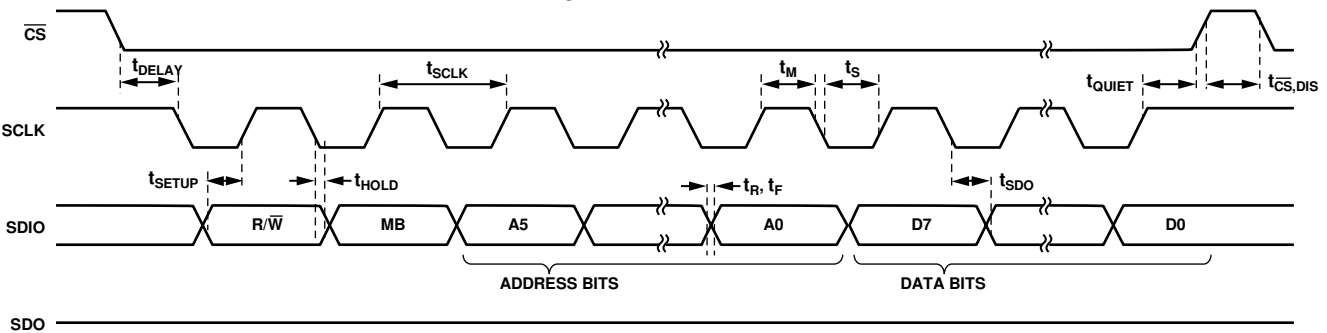 CS
tDELAY
tSCLK
tM
tS
tQUIET
tCS,DIS
SCLK
tSETUP
tHOLD
tR, tF
tSDO
SDIO
R/W
MB
A5
A0
D7
D0
ADDRESS BITS
DATA BITS
SDO